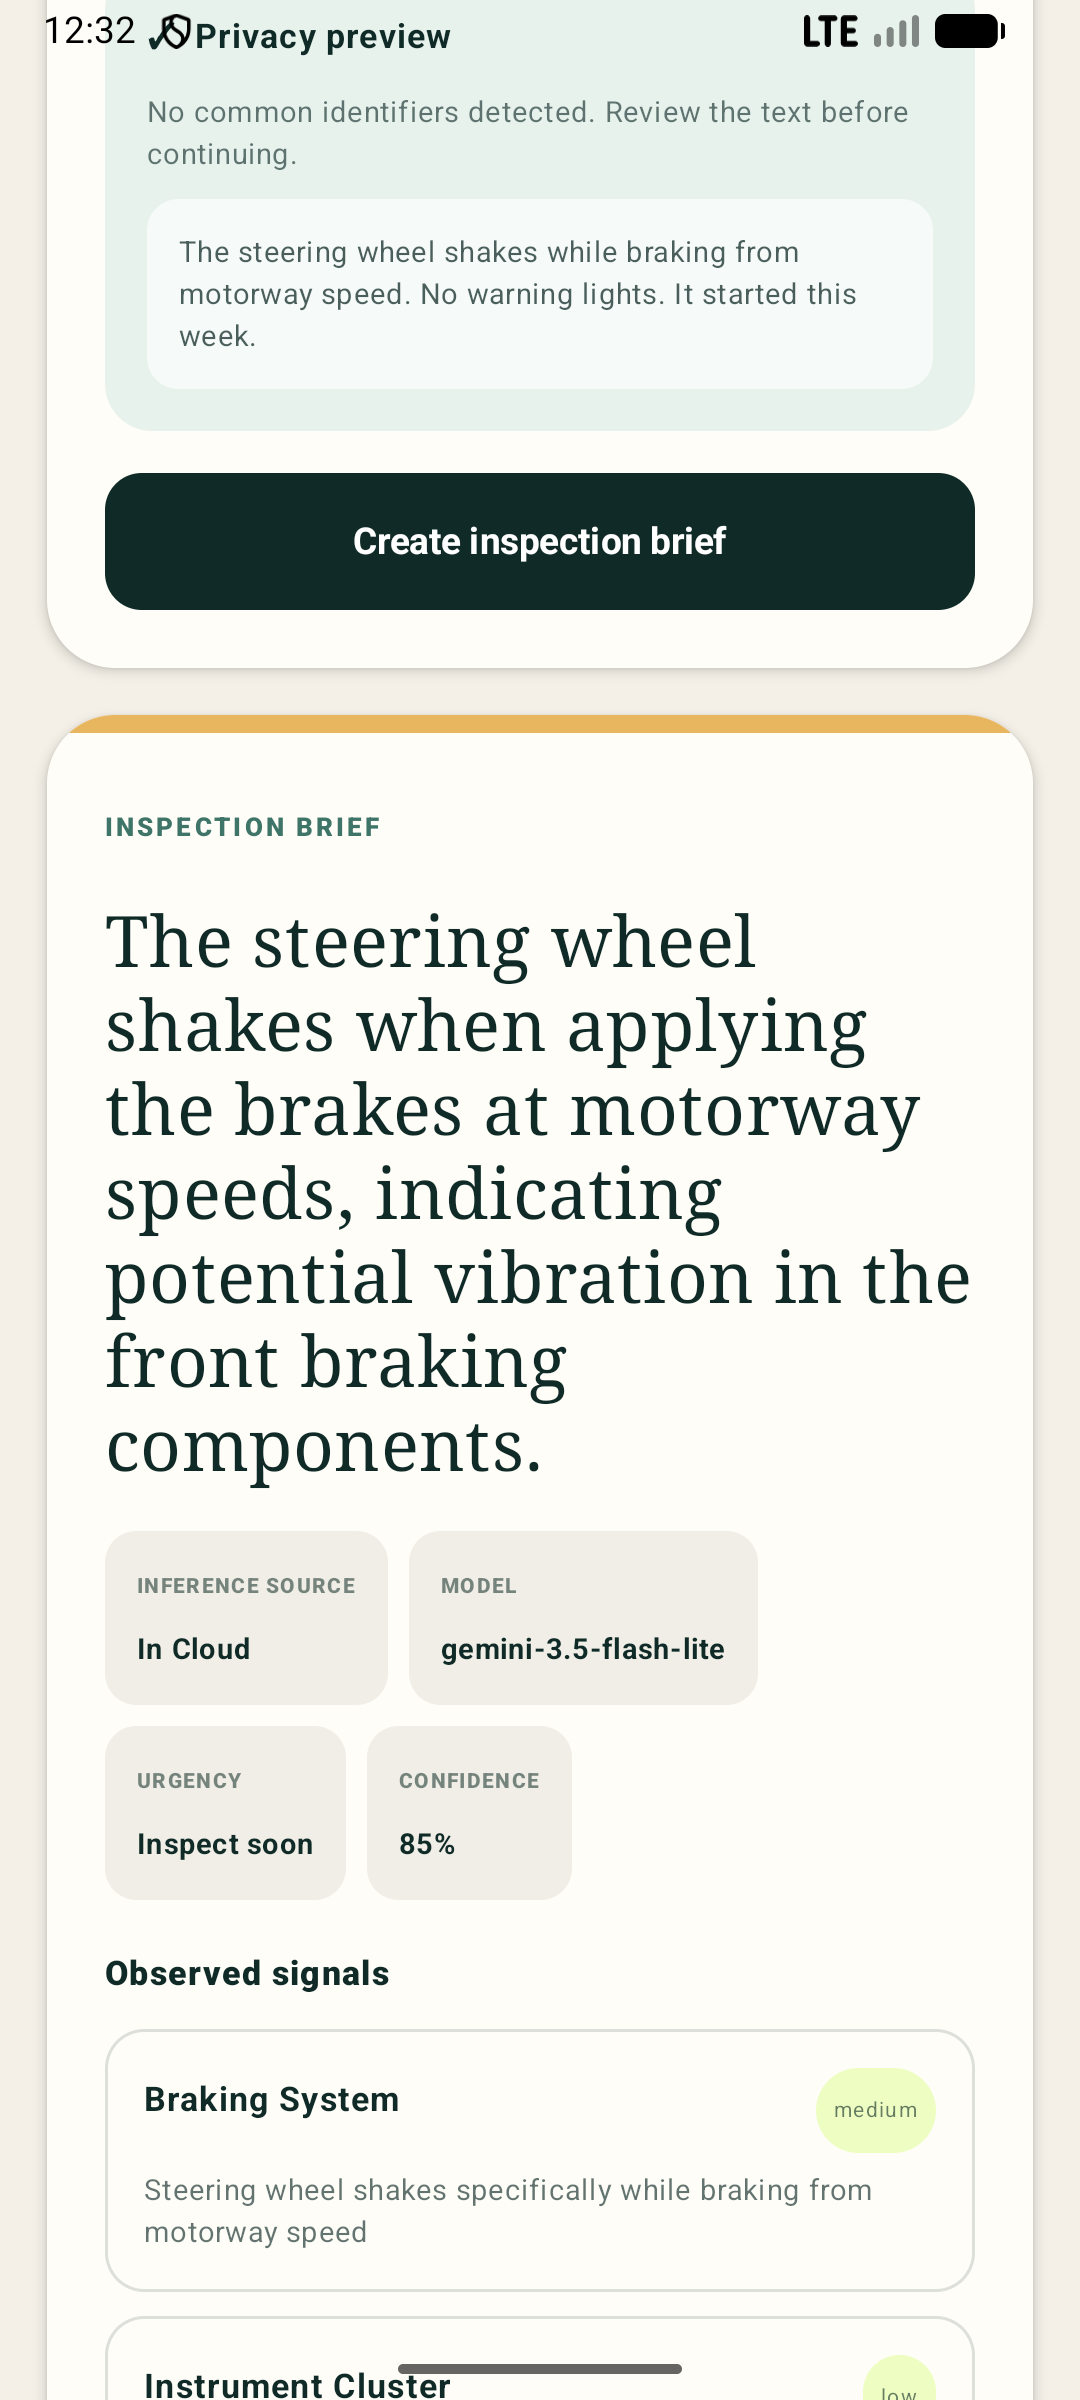 12:32
LTE
✓ Privacy preview
No common identifiers detected. Review the text before
continuing.
The steering wheel shakes while braking from
motorway speed. No warning lights. It started this
week.
Create inspection brief
INSPECTION BRIEF
The steering wheel
shakes when applying
the brakes at motorway
speeds, indicating
potential vibration in the
front braking
components.
INFERENCE SOURCE
In Cloud
MODEL
gemini-3.5-flash-lite
URGENCY
Inspect soon
CONFIDENCE
85%
Observed signals
Braking System
medium
Steering wheel shakes specifically while braking from
motorway speed
Instrument Cluster
low